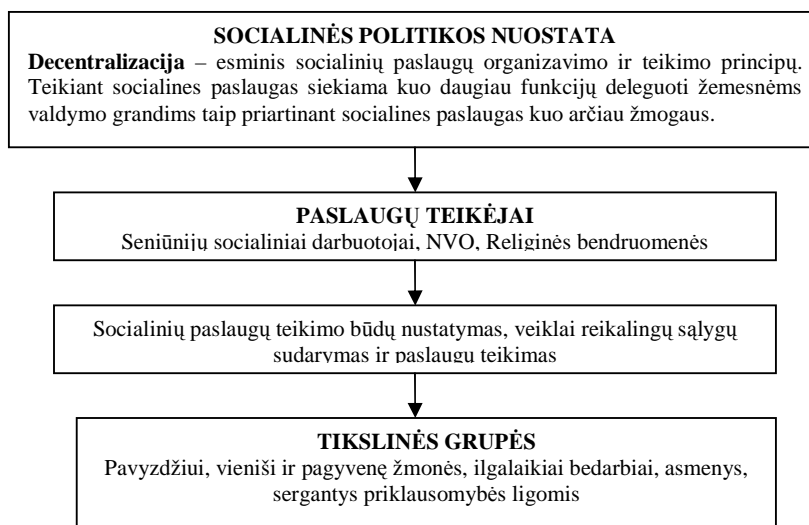 SOCIALINĖS POLITIKOS NUOSTATA
Decentralizacija – esminis socialinių paslaugų organizavimo ir teikimo principų.
Teikiant socialines paslaugas siekiama kuo daugiau funkcijų deleguoti žemesnėms
valdymo grandims taip priartinant socialines paslaugas kuo arčiau žmogaus.
PASLAUGŲ TEIKĖJAI
Seniūnijų socialiniai darbuotojai, NVO, Religinės bendruomenės
Socialinių paslaugų teikimo būdų nustatymas, veiklai reikalingų sąlygų
sudarymas ir paslaugų teikimas
TIKSLINĖS GRUPĖS
Pavyzdžiui, vieniši ir pagyvenę žmonės, ilgalaikiai bedarbiai, asmenys,
sergantys priklausomybės ligomis